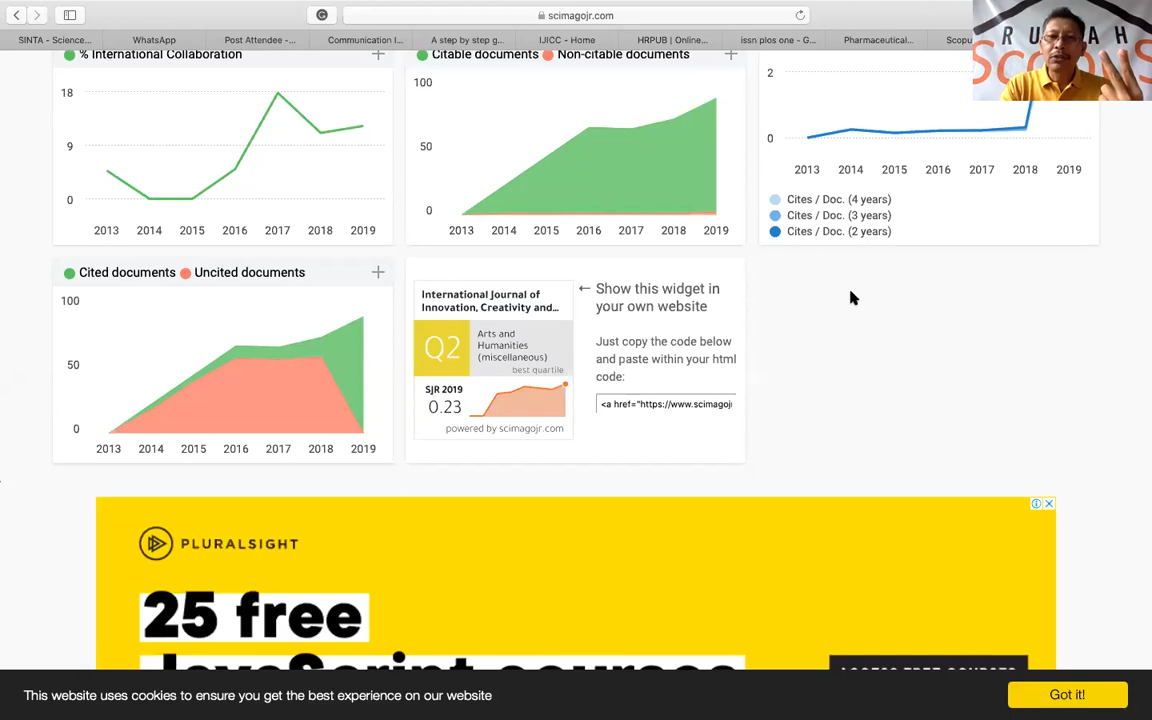 scimagojr.com
SINTA - Science...
WhatsApp
Post Attendee -...
Communication I...
A step by step g...
IJICC - Home
HRPUB | Online...
issn plos one - G...
Pharmaceutical...
Scopu
R U AH
% International Collaboration
18
9
0
2013 2014 2015 2016 2017 2018 2019
Citable documents Non-citable documents
100
50
0
2013 2014 2015 2016 2017 2018 2019
2
0
2013 2014 2015 2016 2017 2018 2019
Cites / Doc. (4 years)
Cites / Doc. (3 years)
Cites / Doc. (2 years)
Cited documents Uncited documents
100
50
0
2013 2014 2015 2016 2017 2018 2019
International Journal of
Innovation, Creativity and...
Q2
Arts and
Humanities
(miscellaneous)
best quartile
SJR 2019
0.23
powered by scimagojr.com
← Show this widget in
your own website
Just copy the code below
and paste within your html
code:
<a href="https://www.scimagoj
PLURALSIGHT
25 free
JavaScript courses
ACCESS FREE COURSES
This website uses cookies to ensure you get the best experience on our website
Got it!